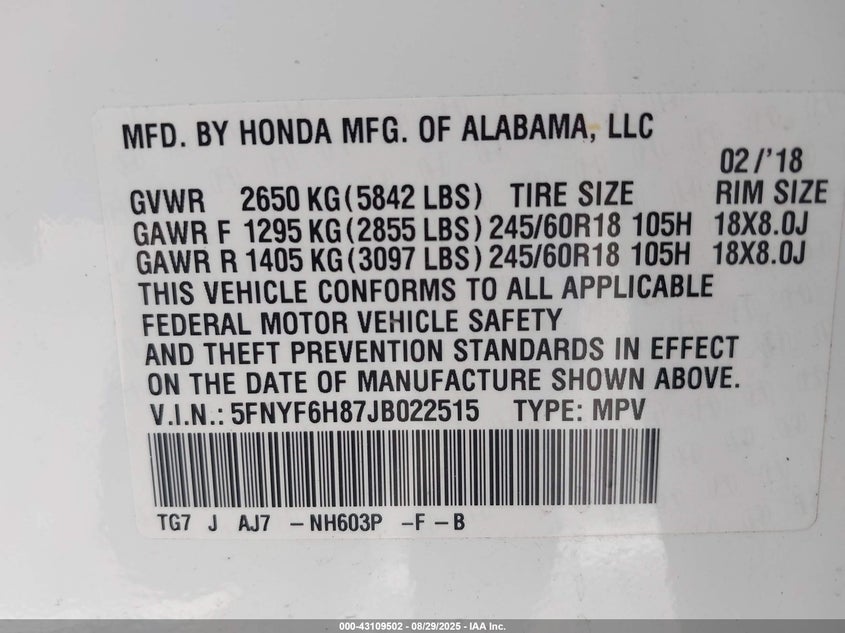 MFD. BY HONDA MFG. OF ALABAMA, LLC
02/'18
GVWR 2650 KG(5842 LBS) TIRE SIZE RIM SIZE
GAWR F 1295 KG(2855 LBS) 245/60R18 105H 18X8.0J
GAWR R 1405 KG(3097 LBS) 245/60R18 105H 18X8.0J
THIS VEHICLE CONFORMS TO ALL APPLICABLE
FEDERAL MOTOR VEHICLE SAFETY
AND THEFT PREVENTION STANDARDS IN EFFECT
ON THE DATE OF MANUFACTURE SHOWN ABOVE.
V.I.N.: 5FNYF6H87JB022515 TYPE: MPV
TG7 J AJ7 -NH603P -F-B
000-43109502 - 08/29/2025 - IAA Inc.